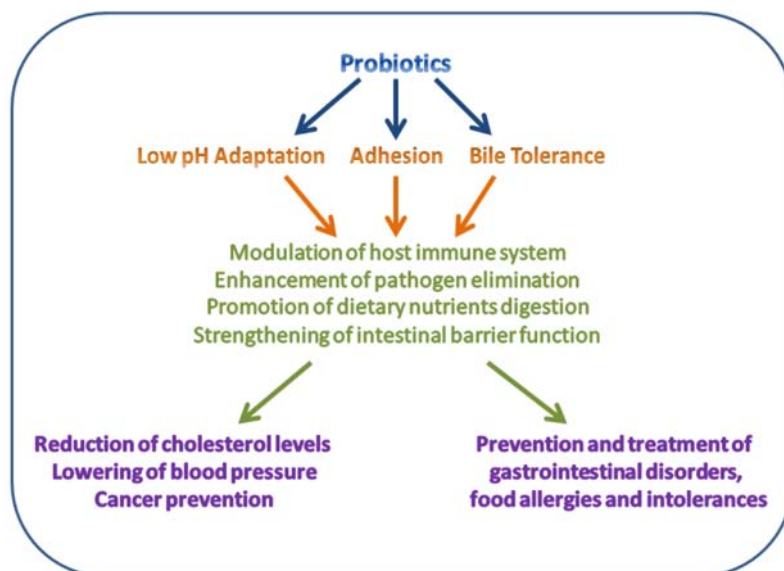 Probiotics
Low pH Adaptation Adhesion Bile Tolerance
Modulation of host immune system
Enhancement of pathogen elimination
Promotion of dietary nutrients digestion
Strengthening of intestinal barrier function
Reduction of cholesterol levels
Lowering of blood pressure
Cancer prevention
Prevention and treatment of
gastrointestinal disorders,
food allergies and intolerances